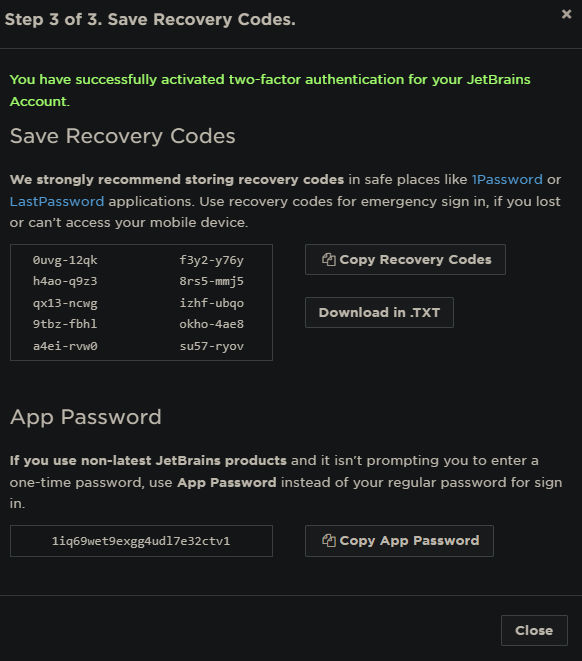 Step 3 of 3. Save Recovery Codes.
×
You have successfully activated two-factor authentication for your JetBrains
Account.
Save Recovery Codes
We strongly recommend storing recovery codes in safe places like 1Password or
LastPassword applications. Use recovery codes for emergency sign in, if you lost
or can't access your mobile device.
0uvg-12qk f3y2-y76y
h4ao-q9z3 8rs5-mmj5
qx13-ncwg izhf-ubqo
9tbz-fbhl okho-4ae8
a4ei-rvw0 su57-ryov
Copy Recovery Codes
Download in .TXT
App Password
If you use non-latest JetBrains products and it isn't prompting you to enter a
one-time password, use App Password instead of your regular password for sign
in.
1iq69wet9exgg4udl7e32ctv1
Copy App Password
Close